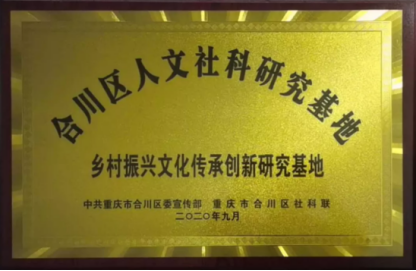 合川区人文社科研究基地
乡村振兴文化传承创新研究基地
中共重庆市合川区委宣传部 重庆市合川区社科联
二〇二〇年九月